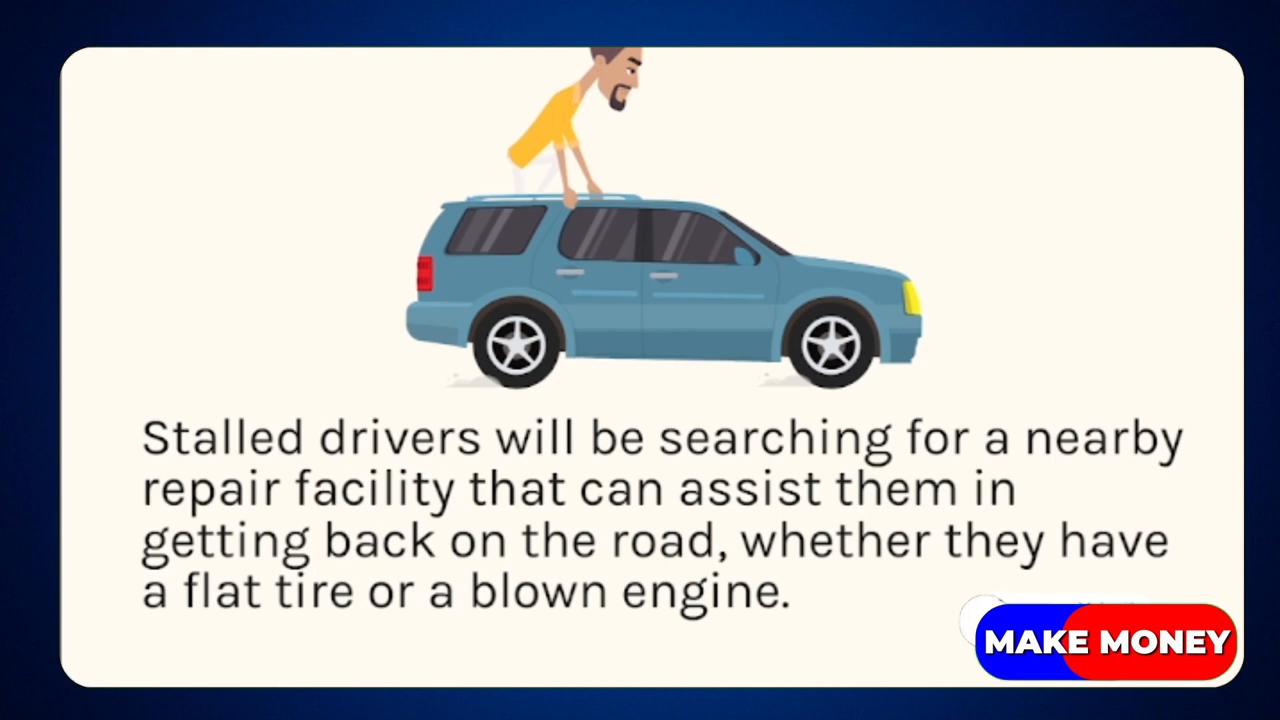 Stalled drivers will be searching for a nearby
repair facility that can assist them in
getting back on the road, whether they have
a flat tire or a blown engine.
MAKE MONEY